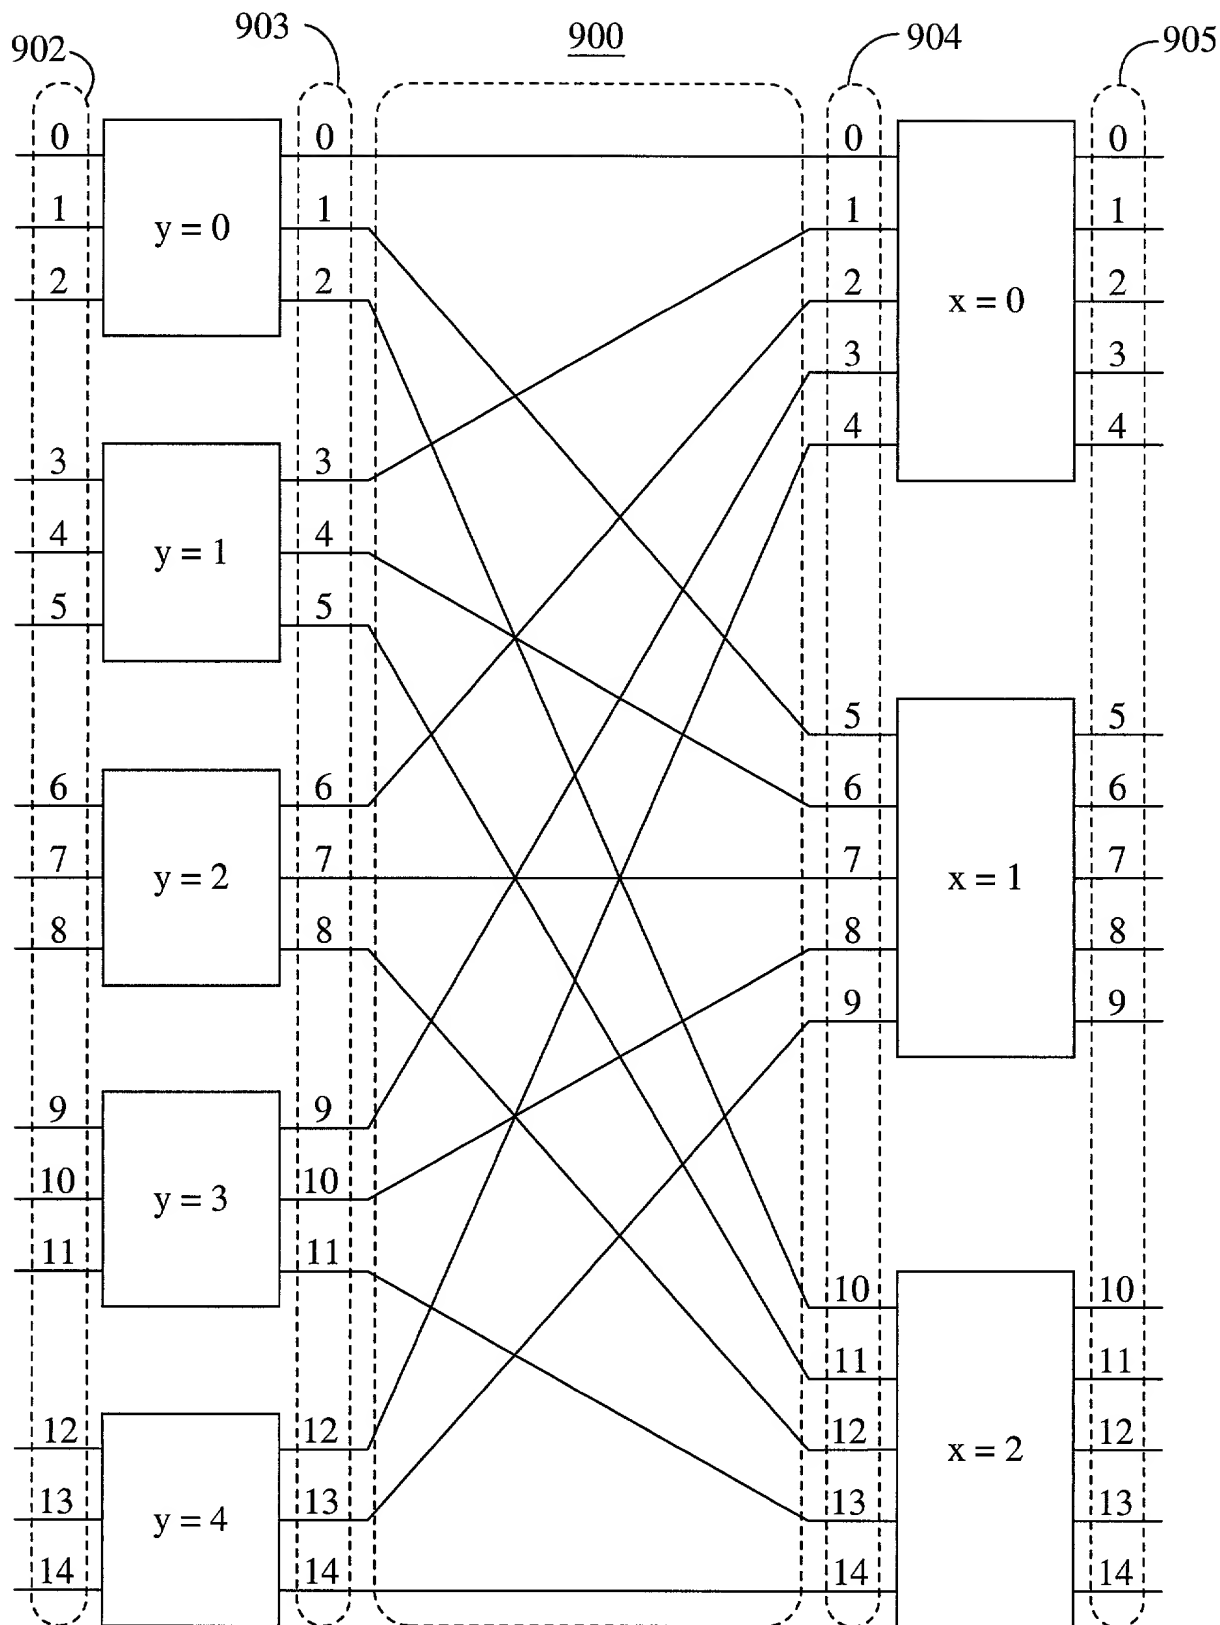 900
902
903
904
905
0 0 0 0
1 y = 0 1 1 1
2 2 2 x = 0 2
3 3
4 4
3 3
4 y = 1 4
5 5
5 5
6 6 6 6
7 y = 2 7 7 x = 1 7
8 8 8 8
9 9
9 9
10 y = 3 10
11 11
10 10
11 11
12 12 12 x = 2 12
13 y = 4 13 13 13
14 14 14 14